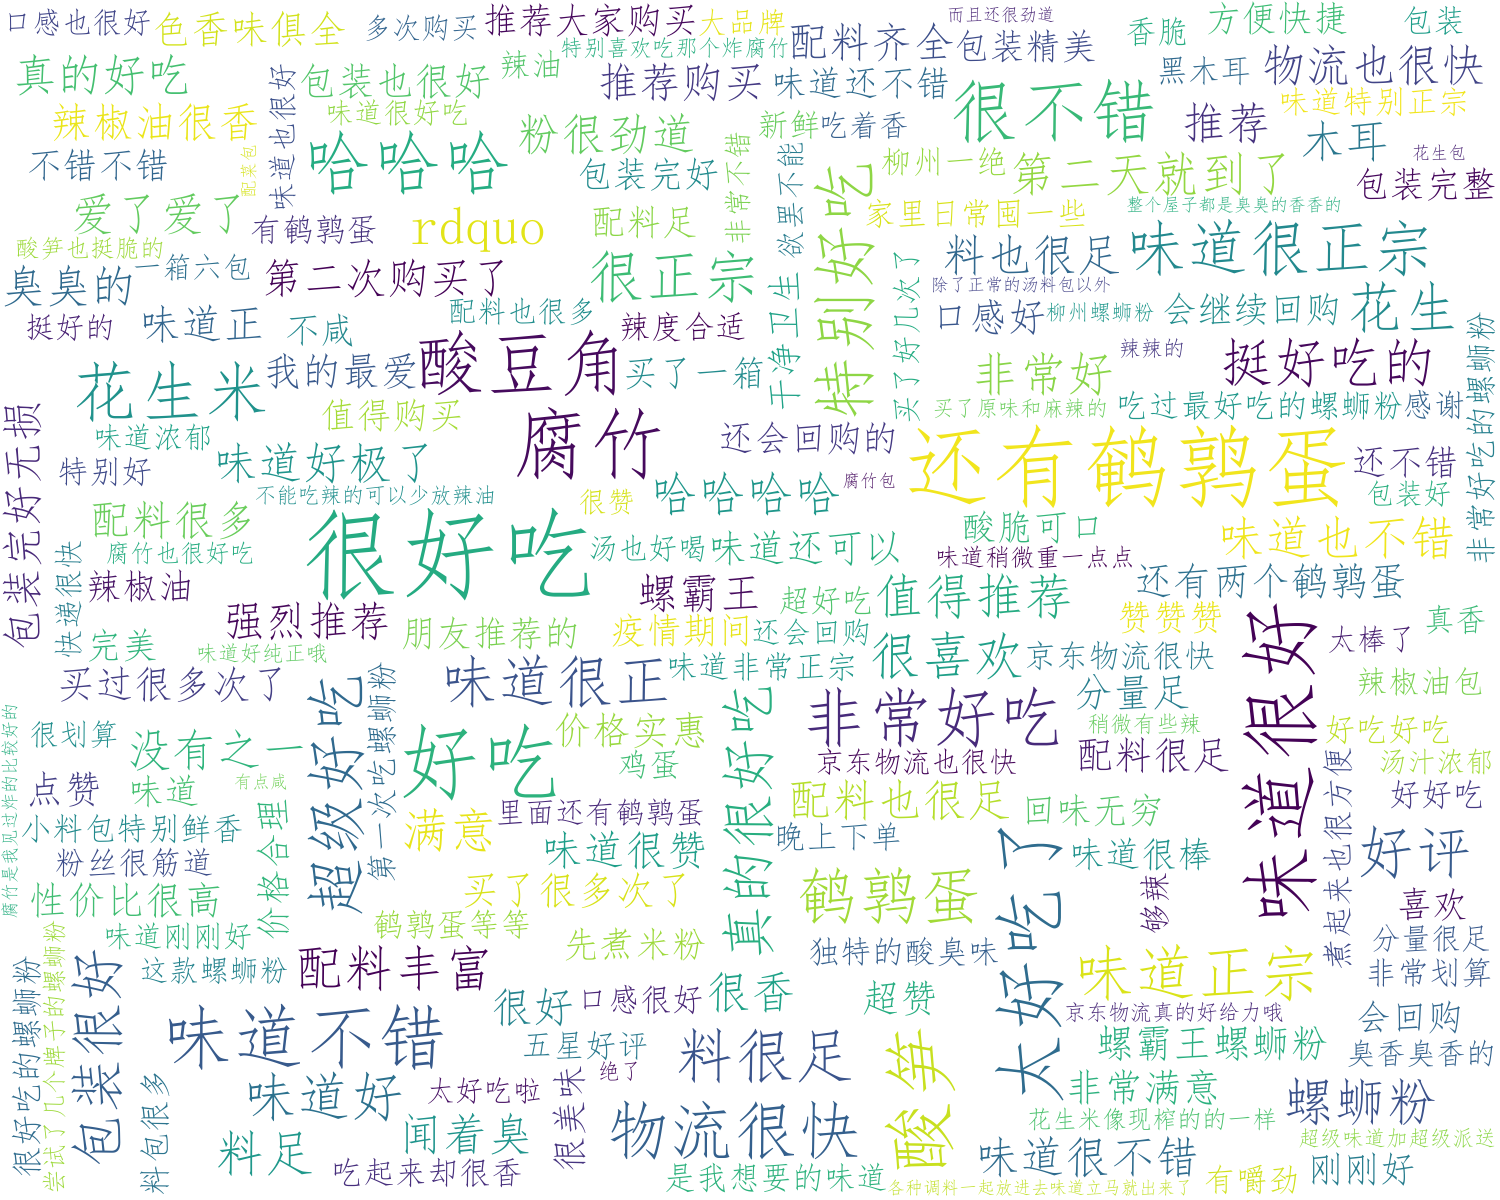 口感也很好
色香味俱全
多次购买
推荐大家购买
大品牌
而且还很劲道
香脆
方便快捷
包装
特别喜欢吃那个炸腐竹
配料齐全
包装精美
真的好吃
味道也很好
包装也很好
辣油
推荐购买
味道还不错
黑木耳
物流也很快
辣椒油很香
味道很好吃
哈哈哈
粉很劲道
新鲜
吃着香
很不错
推荐
味道特别正宗
木耳
不错不错
配菜包
包装完好
非常不错
欲罢不能
柳州一绝
第二天就到了
花生包
包装完整
爱了爱了
有鹌鹑蛋
rdquo
配料足
特别好吃
家里日常囤一些
整个屋子都是臭臭的香香的
酸笋也挺脆的
臭臭的
一箱六包
第二次购买了
很正宗
干净卫生
买了好几次了
料也很足
味道很正宗
除了正常的汤料包以外
挺好的
味道正
不咸
配料也很多
辣度合适
口感好
柳州螺蛳粉
会继续回购
花生
花生米
我的最爱
酸豆角
买了一箱
非常好
辣辣的
挺好吃的
非常好吃的螺蛳粉
值得购买
买了原味和麻辣的
吃过最好吃的螺蛳粉
感谢
包装完好无损
味道浓郁
特别好
味道好极了
腐竹
还会回购的
还有鹌鹑蛋
还不错
不能吃辣的可以少放辣油
很赞
哈哈哈哈
腐竹包
包装好
配料很多
腐竹也很好吃
很好吃
汤也好喝
味道还可以
酸脆可口
味道稍微重一点点
味道也不错
快递很快
辣椒油
螺霸王
超好吃
值得推荐
还有两个鹌鹑蛋
强烈推荐
朋友推荐的
疫情期间
还会回购
赞赞赞
真香
完美
味道好纯正哦
很喜欢
京东物流很快
味道很好
太棒了
买过很多次了
超级好吃
第一次吃螺蛳粉
味道很正
味道非常正宗
真的很好吃
非常好吃
分量足
辣椒油包
腐竹是我见过炸的比较好的
很划算
没有之一
好吃
价格实惠
稍微有些辣
好吃好吃
鸡蛋
京东物流也很快
配料很足
煮起来也很方便
汤汁浓郁
点赞
味道
有点咸
里面还有鹌鹑蛋
配料也很足
回味无穷
好好吃
小料包特别鲜香
价格合理
满意
味道很赞
晚上下单
太好吃了
味道很棒
好评
粉丝很筋道
性价比很高
买了很多次了
鹌鹑蛋
够辣
喜欢
味道刚刚好
鹌鹑蛋等等
先煮米粉
独特的酸臭味
分量很足
很好吃的螺蛳粉
尝试了几个牌子的螺蛳粉
包装很好
这款螺蛳粉
配料丰富
味道正宗
非常划算
很好
口感很好
很香
超赞
京东物流真的好给力哦
会回购
味道不错
五星好评
料很足
酸笋
螺霸王螺蛳粉
臭香臭香的
料包很多
味道好
太好吃啦
很美味
绝了
非常满意
螺蛳粉
料足
闻着臭
物流很快
花生米像现榨的的一样
吃起来却很香
是我想要的味道
味道很不错
超级味道加超级派送
各种调料一起放进去味道立马就出来了
有嚼劲
刚刚好